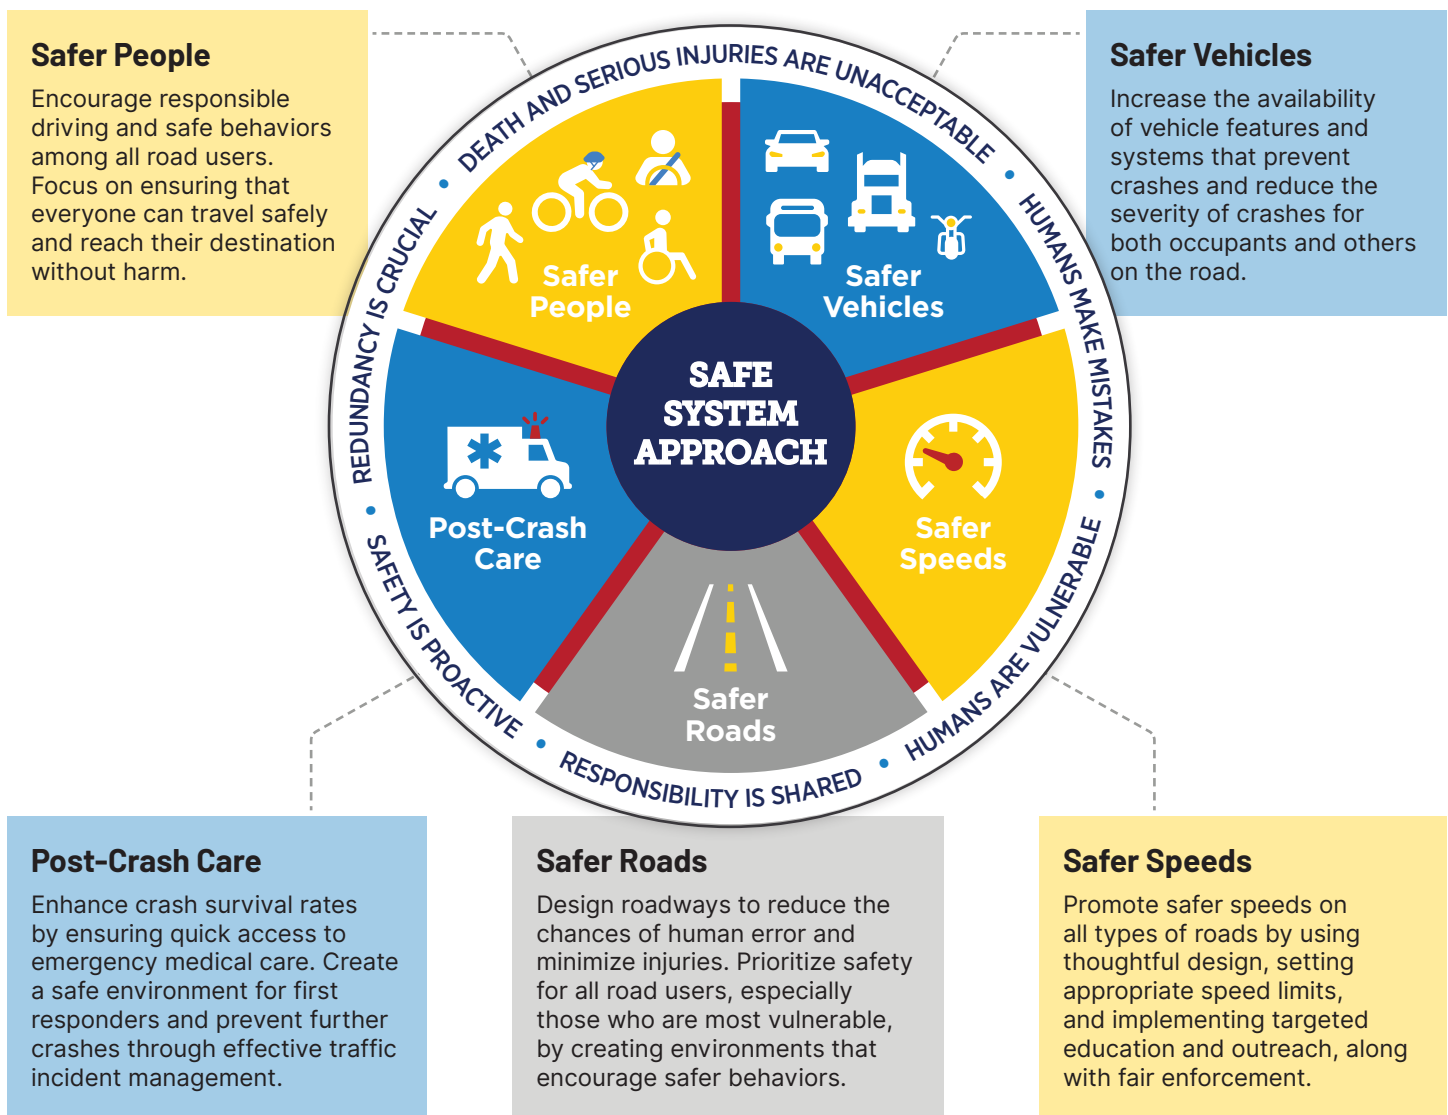 Safer People
Encourage responsible
driving and safe behaviors
among all road users.
Focus on ensuring that
everyone can travel safely
and reach their destination
without harm.
Safer Vehicles
Increase the availability
of vehicle features and
systems that prevent
crashes and reduce the
severity of crashes for
both occupants and others
on the road.
DEATH AND SERIOUS INJURIES ARE UNACCEPTABLE
HUMANS MAKE MISTAKES
HUMANS ARE VULNERABLE
RESPONSIBILITY IS SHARED
SAFETY IS PROACTIVE
REDUNDANCY IS CRUCIAL
Safer
People
Safer
Vehicles
SAFE
SYSTEM
APPROACH
Post-Crash
Care
Safer
Speeds
Safer
Roads
Post-Crash Care
Enhance crash survival rates
by ensuring quick access to
emergency medical care. Create
a safe environment for first
responders and prevent further
crashes through effective traffic
incident management.
Safer Roads
Design roadways to reduce the
chances of human error and
minimize injuries. Prioritize safety
for all road users, especially
those who are most vulnerable,
by creating environments that
encourage safer behaviors.
Safer Speeds
Promote safer speeds on
all types of roads by using
thoughtful design, setting
appropriate speed limits,
and implementing targeted
education and outreach, along
with fair enforcement.